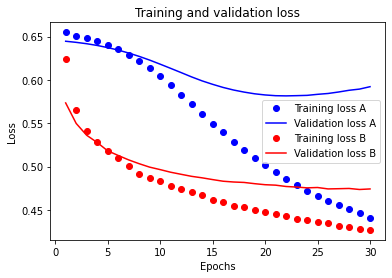 Training and validation loss
0.65
0.60
0.55
0.50
0.45
Loss
Training loss A
Validation loss A
Training loss B
Validation loss B
0 5 10 15 20 25 30
Epochs